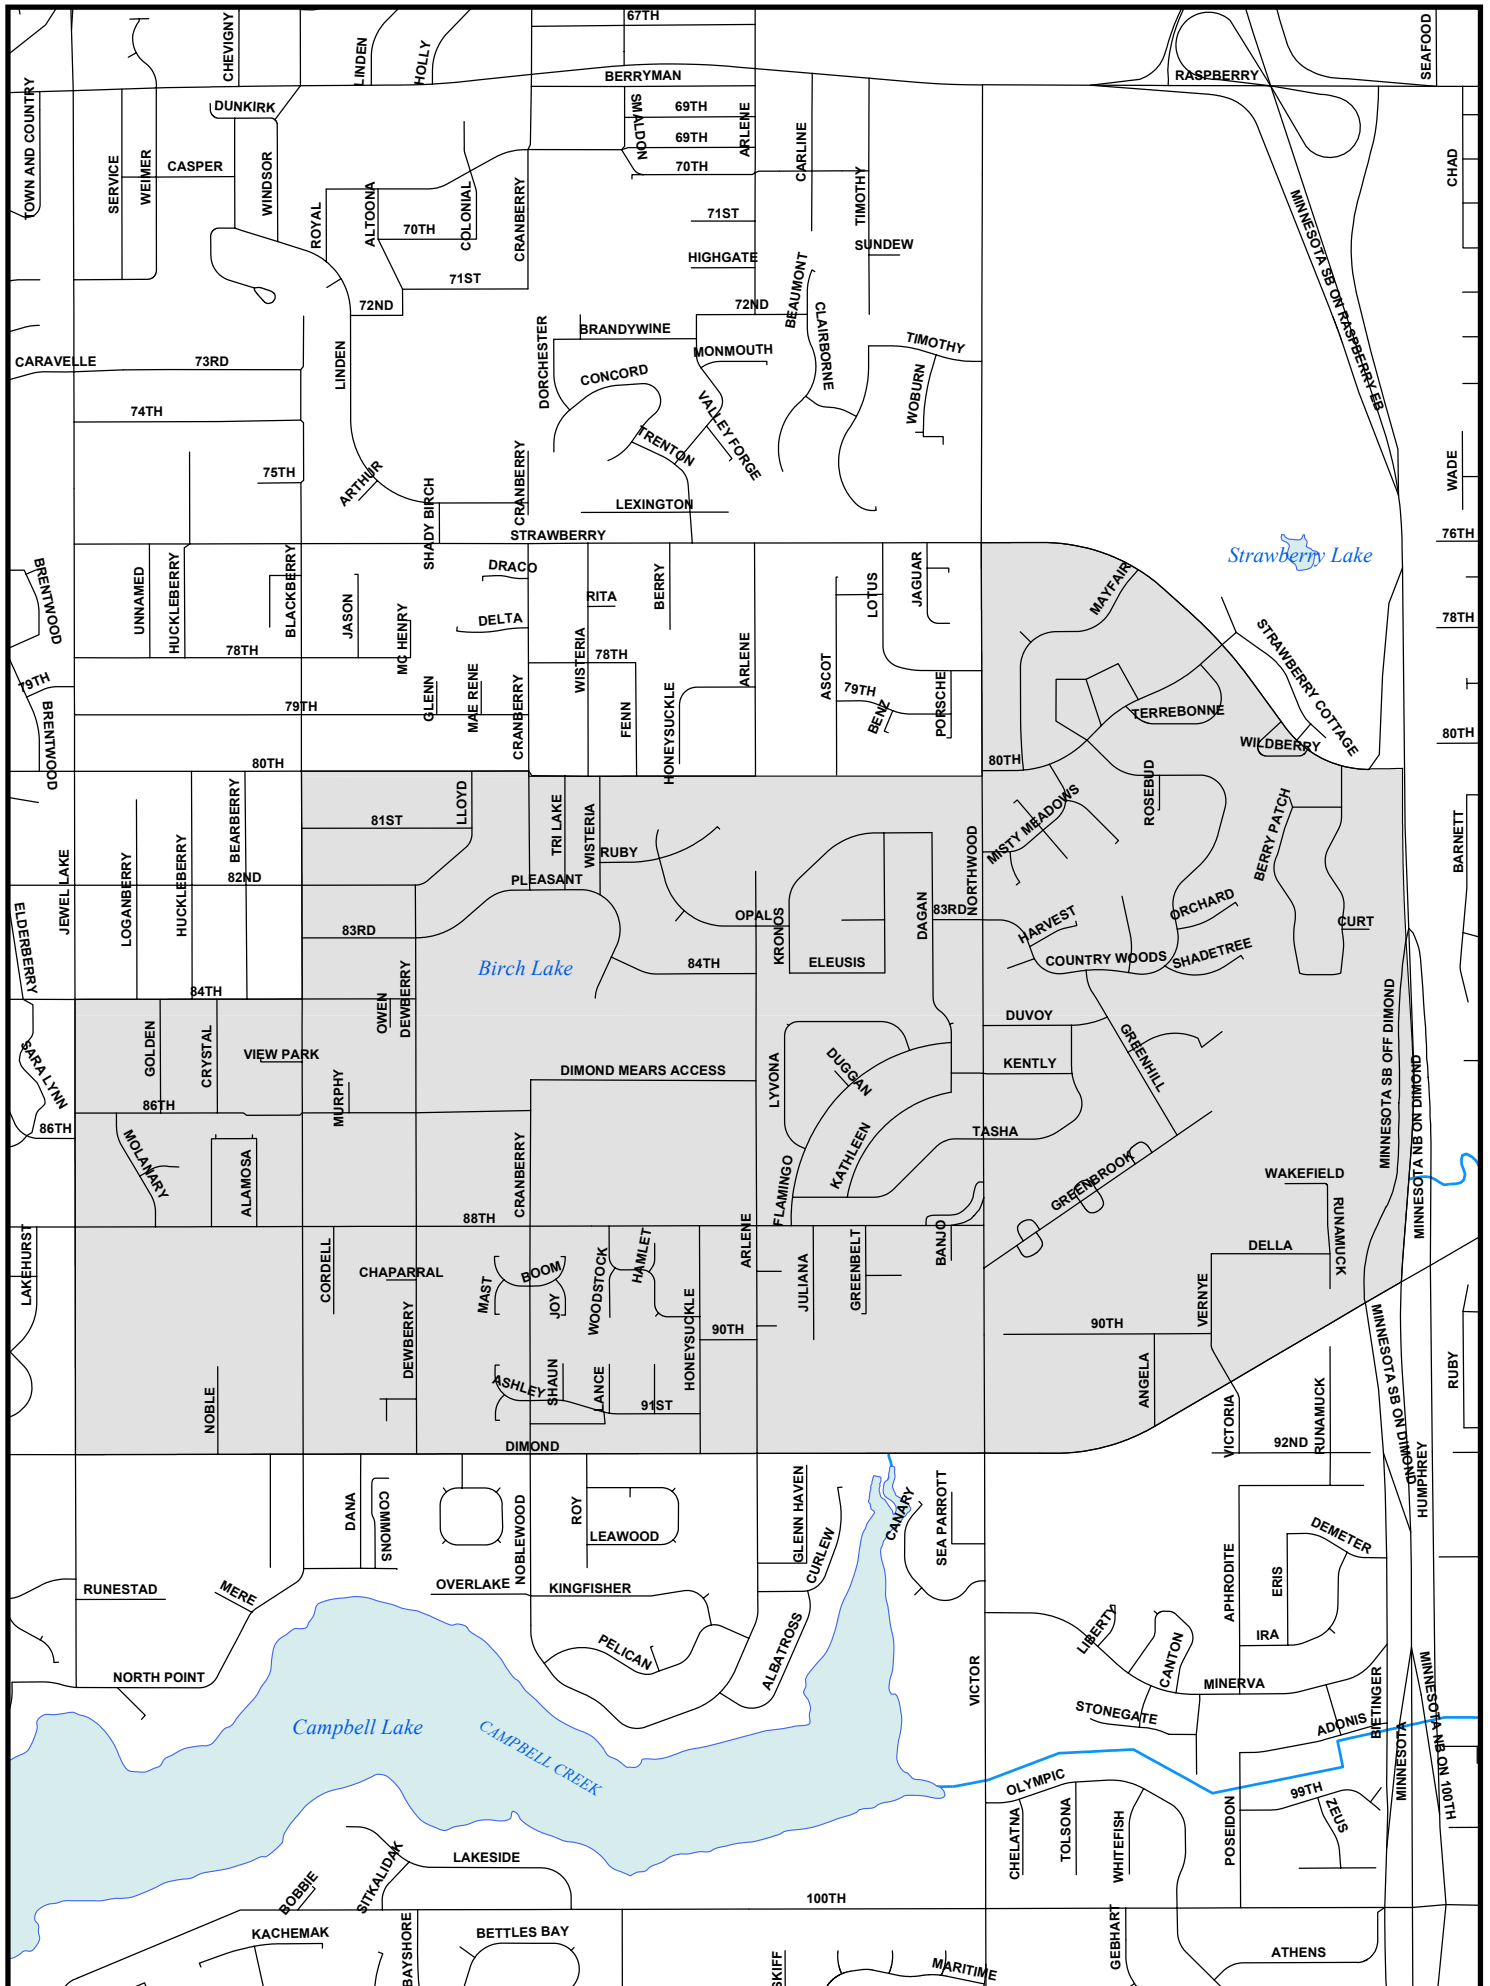 67TH
CHEVIGNY
LINDEN
HOLLY
SEAFOOD
BERRYMAN
RASPBERRY
TOWN AND COUNTRY
DUNKIRK
SMALDON
69TH
ARLENE
69TH
70TH
CARLINE
TIMOTHY
CHAD
SERVICE
WEIMER
CASPER
WINDSOR
ROYAL
ALTOONA
70TH
COLONIAL
CRANBERRY
71ST
SUNDEW
HIGHGATE
MINNESOTA SB ON RASPBERRY EB
71ST
72ND
72ND
BEAUMONT
CLAIRBORNE
DORCHESTER
BRANDYWINE
MONMOUTH
TIMOTHY
CARAVELLE
73RD
LINDEN
CONCORD
WOBURN
74TH
VALLEY FORGE
TRENTON
75TH
ARTHUR
SHADY BIRCH
CRANBERRY
LEXINGTON
WADE
STRAWBERRY
76TH
Strawberry Lake
BRENTWOOD
UNNAMED
HUCKLEBERRY
BLACKBERRY
JASON
MC HENRY
DRACO
DELTA
RITA
BERRY
LOTUS
JAGUAR
MAYFAIR
78TH
STRAWBERRY COTTAGE
78TH
WISTERIA
78TH
ARLENE
ASCOT
79TH
BENZ
PORSCHE
79TH
BRENTWOOD
79TH
GLENN
MAE RENE
CRANBERRY
FENN
HONEYSUCKLE
TERREBONNE
WILDBERRY
80TH
80TH
80TH
BEARBERRY
81ST
LLOYD
TRI LAKE
WISTERIA
RUBY
MISTY MEADOWS
ROSEBUD
BERRY PATCH
BARNETT
JEWEL LAKE
LOGANBERRY
HUCKLEBERRY
82ND
PLEASANT
NORTHWOOD
ELDERBERRY
83RD
OPAL
KRONOS
DAGAN
83RD
HARVEST
ORCHARD
CURT
Birch Lake
84TH
ELEUSIS
COUNTRY WOODS
SHADETREE
84TH
OWEN
DEWBERRY
DUVOY
GREENHILL
MINNESOTA SB OFF DIMOND
MINNESOTA NB ON DIMOND
SARA LYNN
GOLDEN
CRYSTAL
VIEW PARK
MURPHY
DIMOND MEARS ACCESS
LYVONA
DUGGAN
KENTLY
86TH
86TH
MOLANARY
ALAMOSA
CRANBERRY
FLAMINGO
KATHLEEN
TASHA
GREENBROOK
WAKEFIELD
RUNAMUCK
88TH
LAKEHURST
CORDELL
CHAPARRAL
MAST
BOOM
JOY
WOODSTOCK
HAMLET
ARLENE
JULIANA
GREENBELT
BANJO
DELLA
VERNYE
DEWBERRY
HONEYSUCKLE
90TH
90TH
MINNESOTA SB ON DIMOND
RUBY
NOBLE
ASHLEY
SHAUN
LANCE
91ST
ANGELA
VICTORIA
RUNAMUCK
DIMOND
92ND
HUMPHREY
DANA
COMMONS
NOBLEWOOD
ROY
LEAWOOD
GLENN HAVEN
CURLEW
CANARY
SEA PARROTT
DEMETER
APHRODITE
ERIS
RUNESTAD
MERE
OVERLAKE
KINGFISHER
PELICAN
ALBATROSS
LIBERTY
CANTON
IRA
NORTH POINT
VICTOR
MINERVA
Campbell Lake
CAMPBELL CREEK
STONEGATE
ADONIS
BIETINGER
MINNESOTA
MINNESOTA NB ON 100TH
OLYMPIC
99TH
ZEUS
CHELATNA
TOLSONA
WHITEFISH
POSEIDON
LAKESIDE
BOBBIE
SITKALIDAK
100TH
KACHEMAK
BAYSHORE
BETTLES BAY
SKIFF
MARITIME
GEBHART
ATHENS